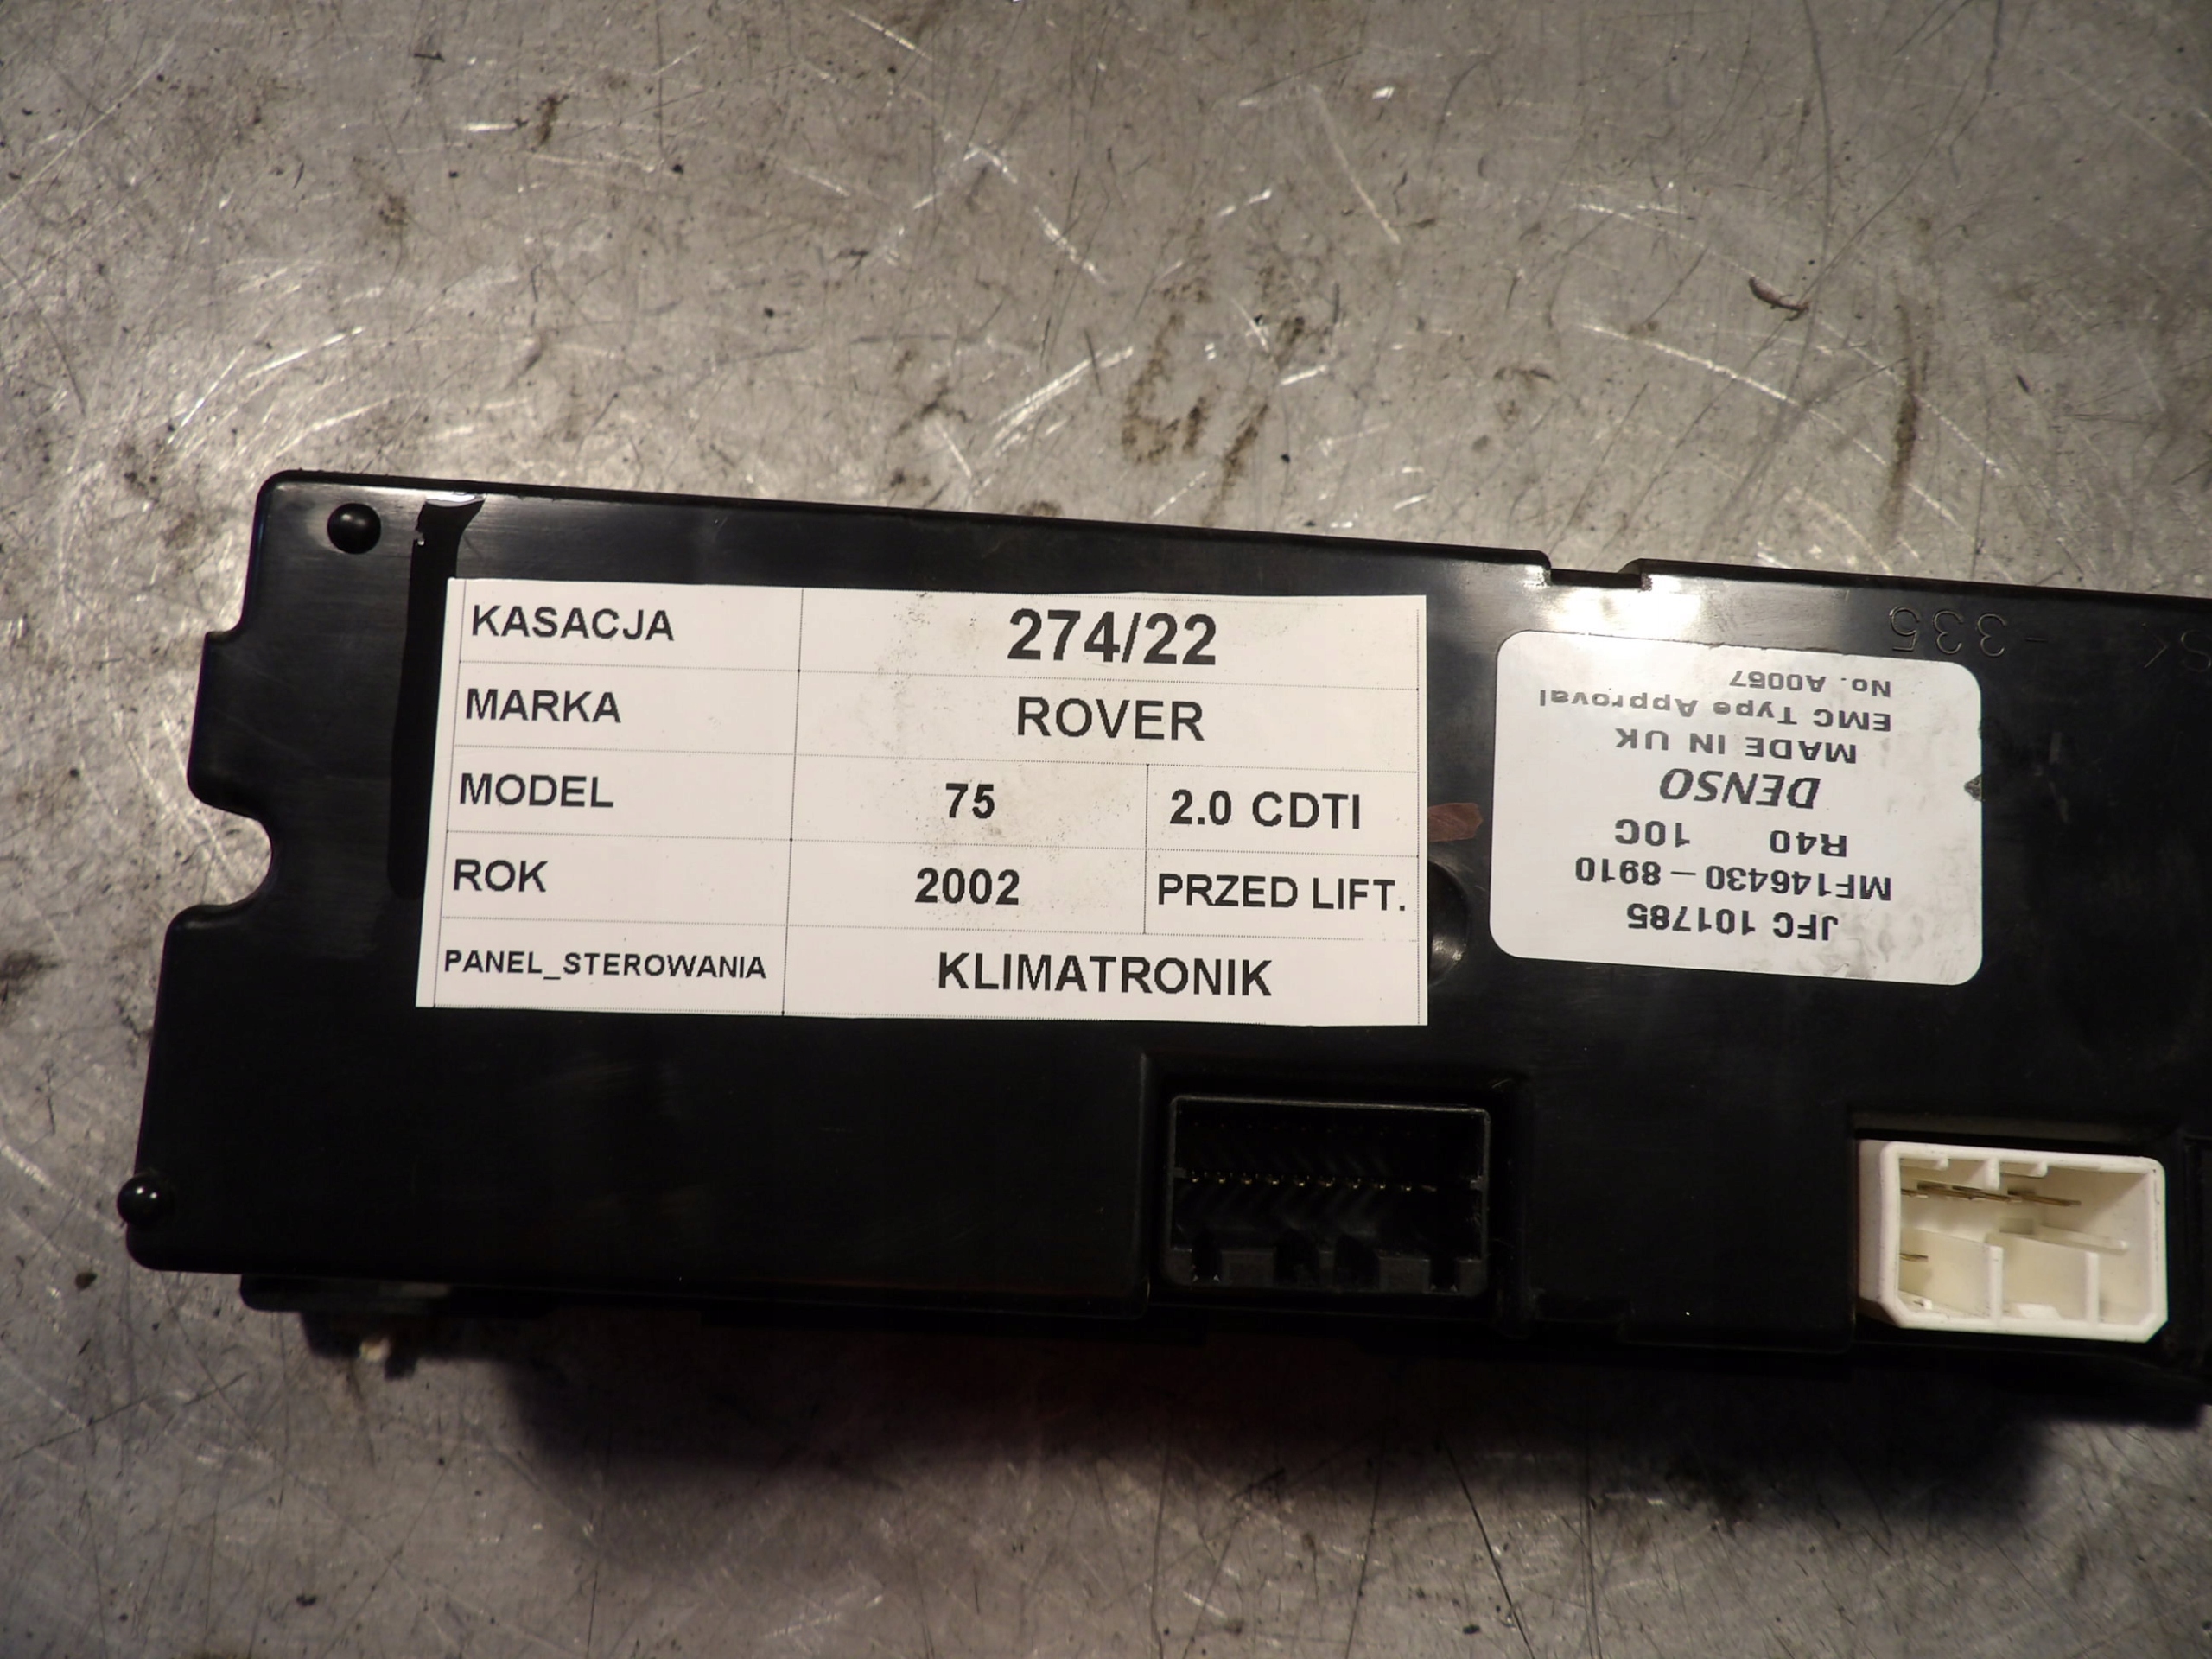 KASACJA 274/22
MARKA ROVER
MODEL 75 2.0 CDTI
ROK 2002 PRZED LIFT.
PANEL_STEROWANIA KLIMATRONIK
JFC 101785
MF146430-8910
R40 10C
DENSO
MADE IN UK
EMC Type Approval
No. A0057
-335